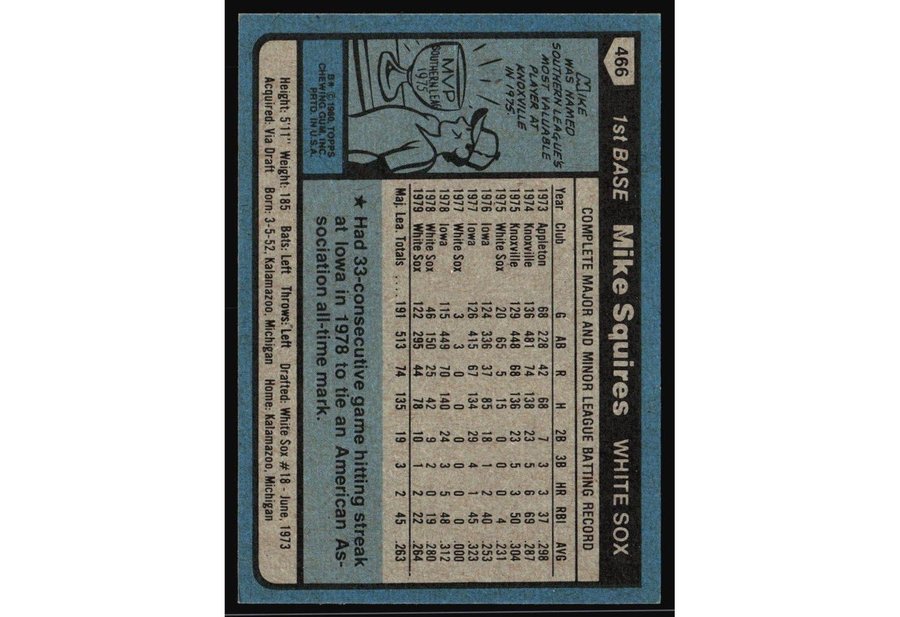 466 1st BASE Mike Squires WHITE SOX
MIKE
WAS NAMED
SOUTHERN LEAGUE'S
MOST VALUABLE
PLAYER AT
KNOXVILLE
IN 1975.
MVP
SOUTHERN LEAG
1975
B* © 1980, TOPPS
CHEWING GUM, INC.
PRTD. IN U.S.A.
COMPLETE MAJOR AND MINOR LEAGUE BATTING RECORD
Year Club G AB R H 2B 3B HR RBI AVG
1973 Appleton 68 228 42 68 7 3 3 37 .298
1974 Knoxville 136 481 74 138 23 5 6 69 .287
1975 Knoxville 129 448 68 136 23 5 3 50 .304
1975 White Sox 20 65 5 15 0 0 0 4 .231
1976 Iowa 124 336 37 85 18 1 2 40 .253
1977 Iowa 126 415 67 134 29 4 1 45 .323
1977 White Sox 3 3 0 0 0 0 0 0 .000
1978 Iowa 115 449 70 140 24 3 5 48 .312
1978 White Sox 46 150 25 42 9 2 0 19 .280
1979 White Sox 122 295 44 78 10 1 2 22 .264
Maj. Lea. Totals .... 191 513 74 135 19 3 2 45 .263
★ Had 33-consecutive game hitting streak
at Iowa in 1978 to tie an American As-
sociation all-time mark.
Height: 5'11" Weight: 185 Bats: Left Throws: Left Drafted: White Sox #18 - June, 1973
Acquired: Via Draft Born: 3-5-52, Kalamazoo, Michigan Home: Kalamazoo, Michigan